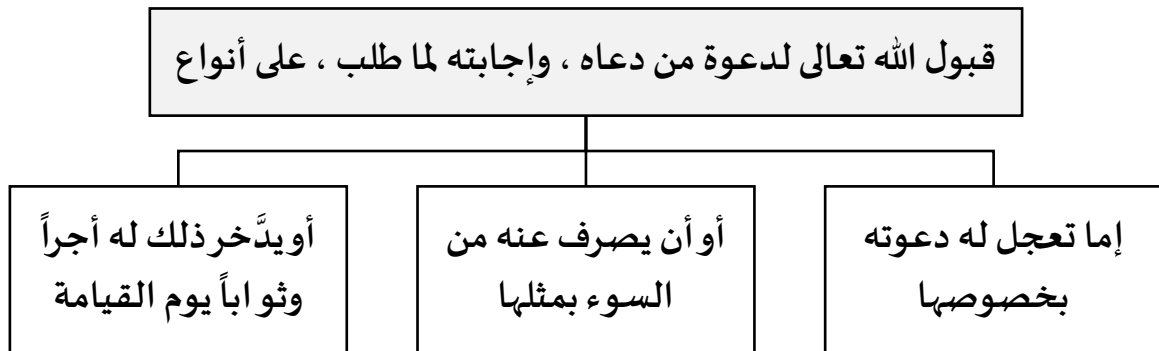 قبول الله تعالى لدعوة من دعاه ، وإجابته لما طلب ، على أنواع
إما تعجل له دعوته
بخصوصها
أو أن يصرف عنه من
السوء بمثلها
أو يدَّخر ذلك له أجراً
وثواباً يوم القيامة